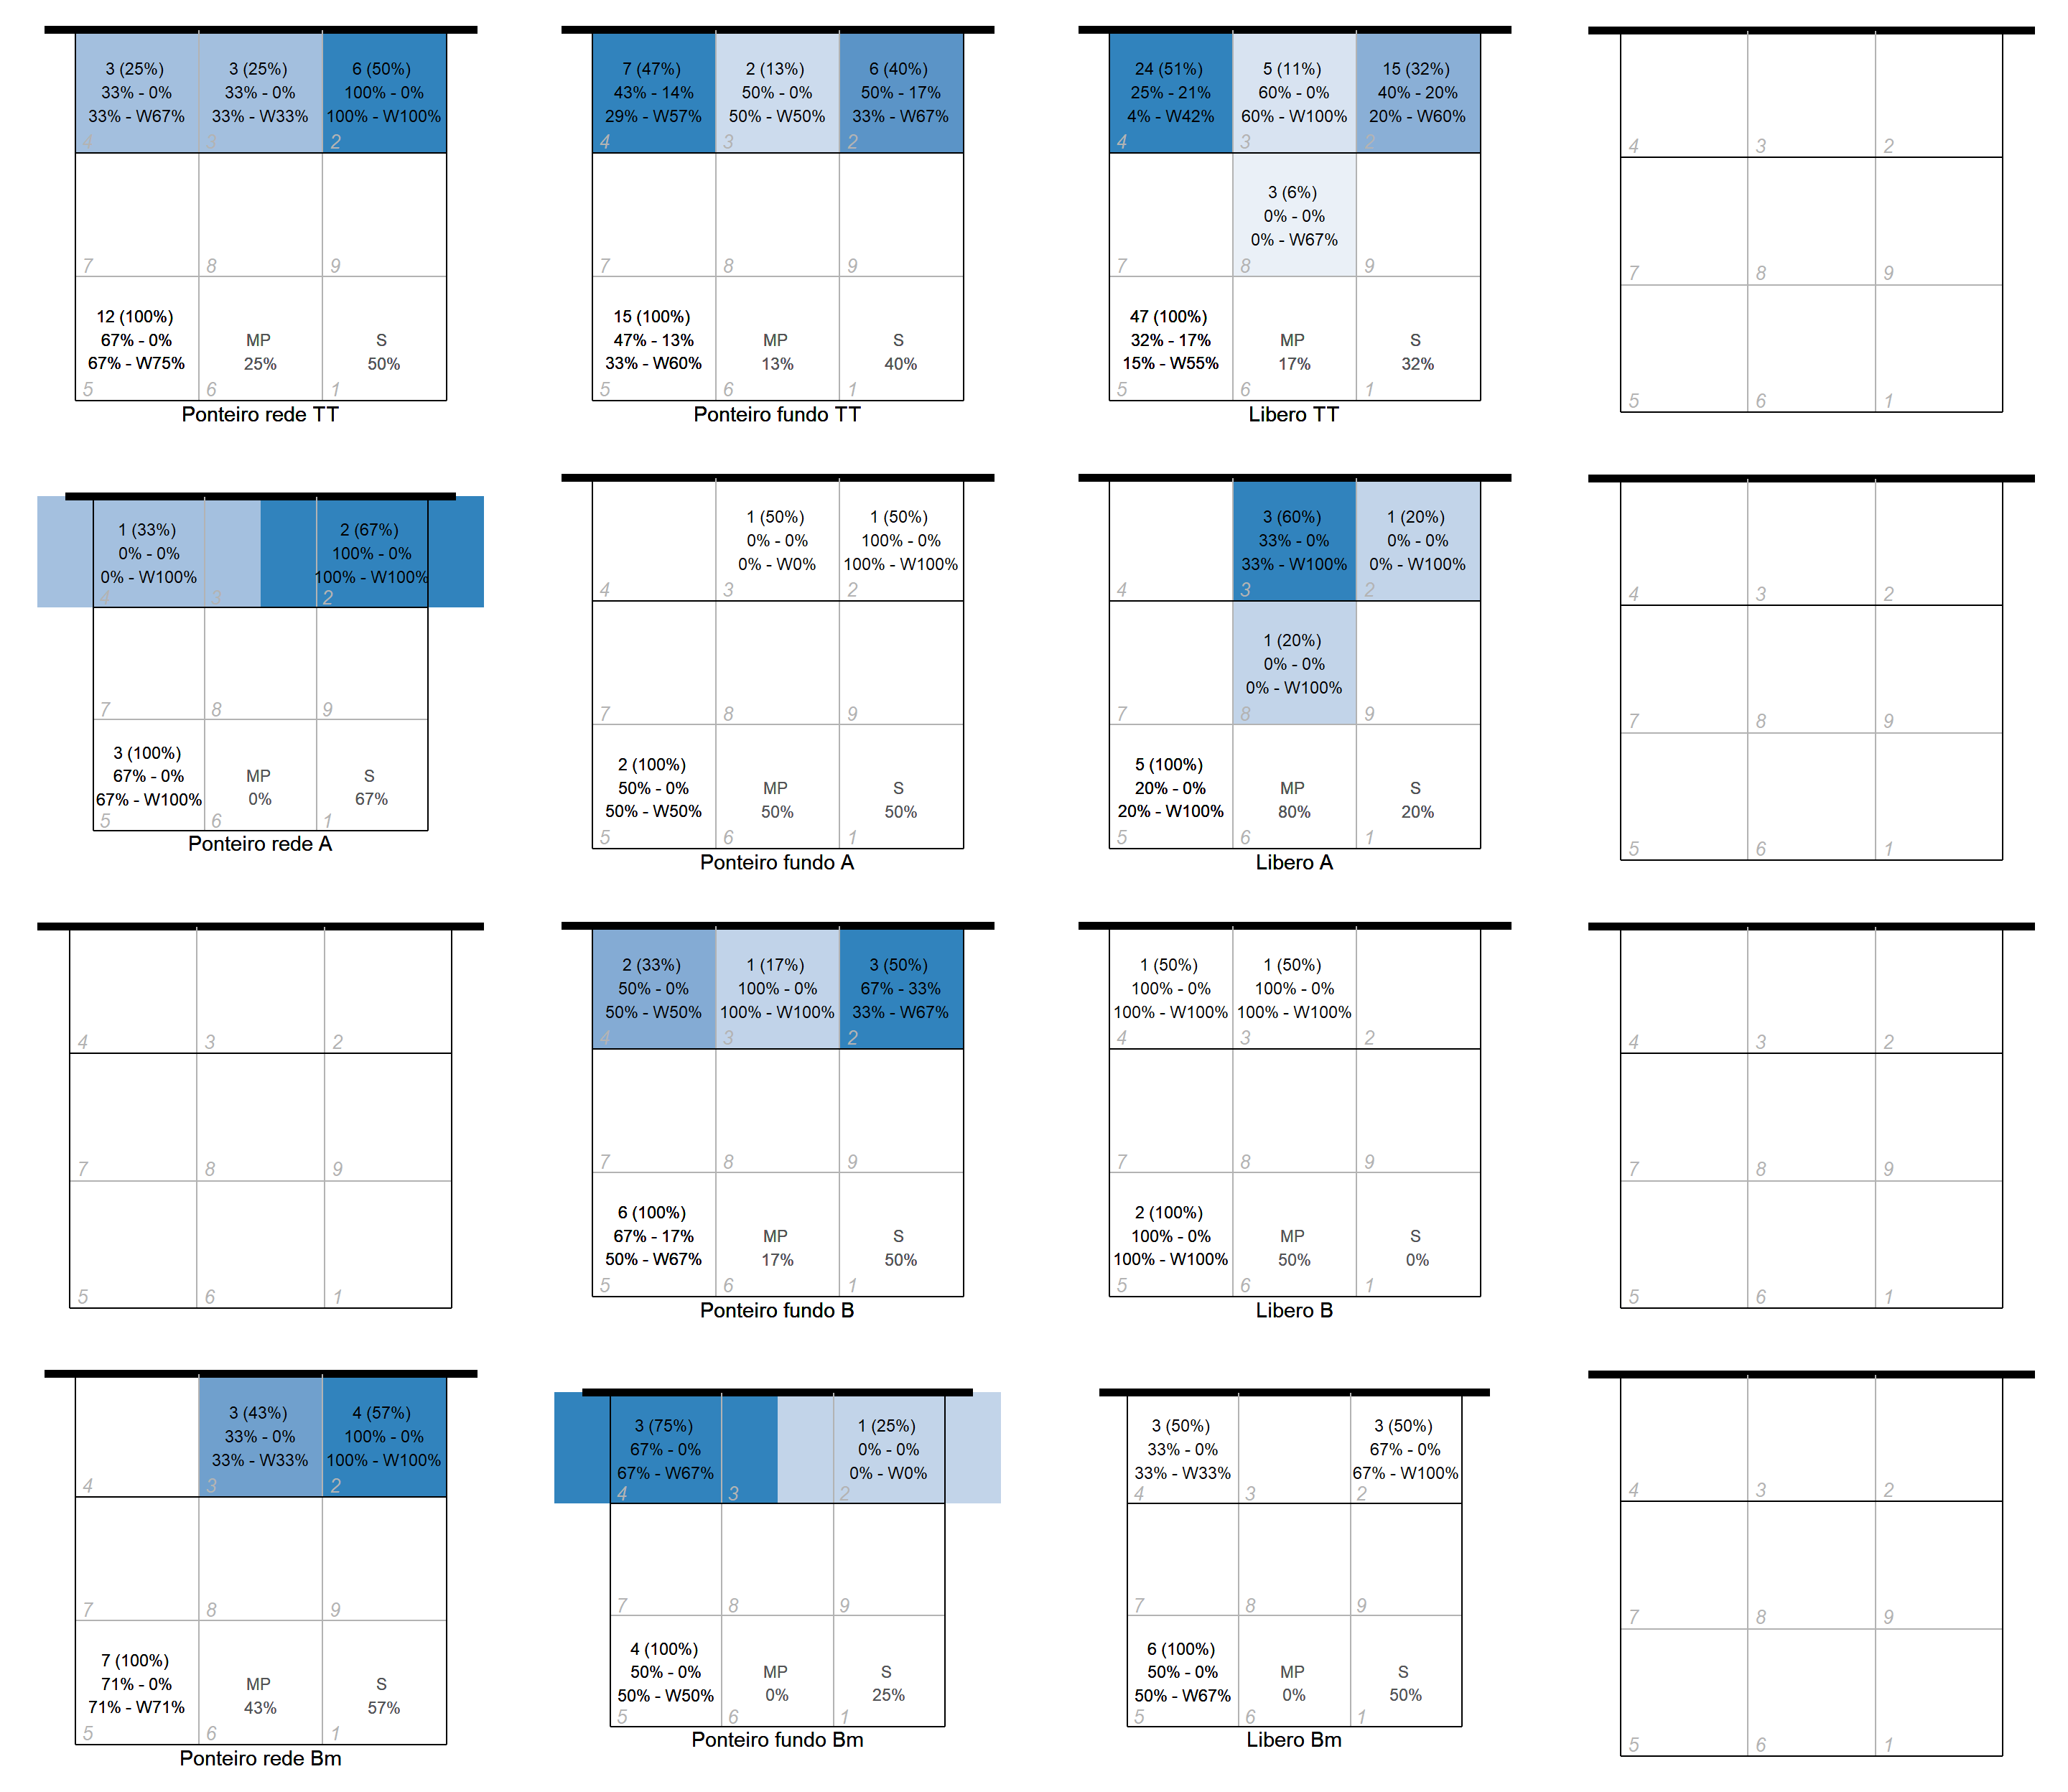 3 (25%) 3 (25%) 6 (50%)
33% - 0% 33% - 0% 100% - 0%
33% - W67% 33% - W33% 100% - W100%
4 3 2
7 8 9
12 (100%)
67% - 0% MP S
67% - W75% 25% 50%
5 6 1
Ponteiro rede TT
7 (47%) 2 (13%) 6 (40%)
43% - 14% 50% - 0% 50% - 17%
29% - W57% 50% - W50% 33% - W67%
4 3 2
7 8 9
15 (100%)
47% - 13% MP S
33% - W60% 13% 40%
5 6 1
Ponteiro fundo TT
24 (51%) 5 (11%) 15 (32%)
25% - 21% 60% - 0% 40% - 20%
4% - W42% 60% - W100% 20% - W60%
4 3 2
3 (6%)
0% - 0%
0% - W67%
7 8 9
47 (100%)
32% - 17% MP S
15% - W55% 17% 32%
5 6 1
Libero TT
4 3 2
7 8 9
5 6 1
1 (33%) 2 (67%)
0% - 0% 100% - 0%
0% - W100% 100% - W100%
4 3 2
7 8 9
3 (100%)
67% - 0% MP S
67% - W100% 0% 67%
5 6 1
Ponteiro rede A
1 (50%) 1 (50%)
0% - 0% 100% - 0%
0% - W0% 100% - W100%
4 3 2
7 8 9
2 (100%)
50% - 0% MP S
50% - W50% 50% 50%
5 6 1
Ponteiro fundo A
3 (60%) 1 (20%)
33% - 0% 0% - 0%
33% - W100% 0% - W100%
4 3 2
1 (20%)
0% - 0%
0% - W100%
7 8 9
5 (100%)
20% - 0% MP S
20% - W100% 80% 20%
5 6 1
Libero A
4 3 2
7 8 9
5 6 1
4 3 2
7 8 9
5 6 1
2 (33%) 1 (17%) 3 (50%)
50% - 0% 100% - 0% 67% - 33%
50% - W50% 100% - W100% 33% - W67%
4 3 2
7 8 9
6 (100%)
67% - 17% MP S
50% - W67% 17% 50%
5 6 1
Ponteiro fundo B
1 (50%) 1 (50%)
100% - 0% 100% - 0%
100% - W100% 100% - W100%
4 3 2
7 8 9
2 (100%)
100% - 0% MP S
100% - W100% 50% 0%
5 6 1
Libero B
4 3 2
7 8 9
5 6 1
3 (43%) 4 (57%)
33% - 0% 100% - 0%
33% - W33% 100% - W100%
4 3 2
7 8 9
7 (100%)
71% - 0% MP S
71% - W71% 43% 57%
5 6 1
Ponteiro rede Bm
3 (75%) 1 (25%)
67% - 0% 0% - 0%
67% - W67% 0% - W0%
4 3 2
7 8 9
4 (100%)
50% - 0% MP S
50% - W50% 0% 25%
5 6 1
Ponteiro fundo Bm
3 (50%) 3 (50%)
33% - 0% 67% - 0%
33% - W33% 67% - W100%
4 3 2
7 8 9
6 (100%)
50% - 0% MP S
50% - W67% 0% 50%
5 6 1
Libero Bm
4 3 2
7 8 9
5 6 1